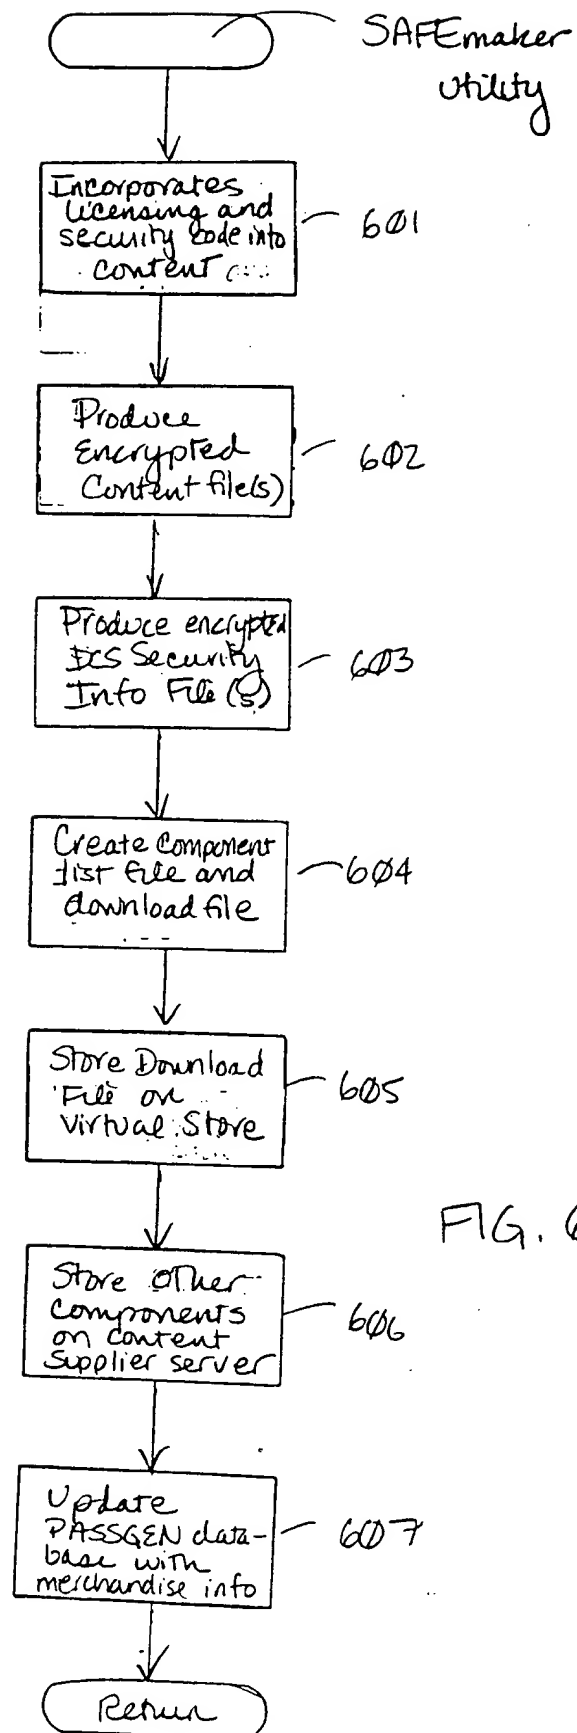 SAFEmaker
utility
Incorporates
licensing and
security code into
content
601
Produce
Encrypted
Content file(s)
602
Produce encrypted
ECS Security
Info File(s)
603
Create component
list file and
download file
604
Store Download
File on
Virtual Store
605
FIG. 6
Store other
components
on content
supplier server
606
Update
PASSGEN data-
base with
merchandise info
607
Return